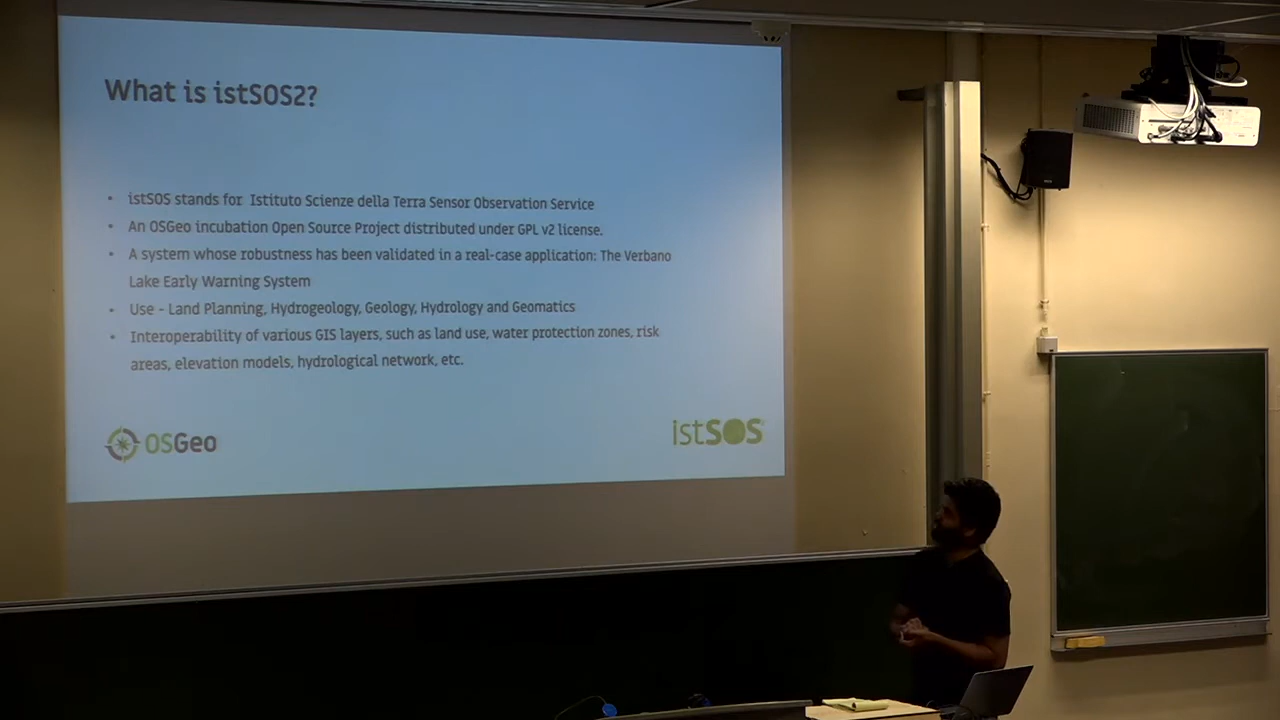 What is istSOS2?
• istSOS stands for Istituto Scienze della Terra Sensor Observation Service
• An OSGeo incubation Open Source Project distributed under GPL v2 license.
• A system whose robustness has been validated in a real-case application: The Verbano
Lake Early Warning System
• Use - Land Planning, Hydrogeology, Geology, Hydrology and Geomatics
• Interoperability of various GIS layers, such as land use, water protection zones, risk
areas, elevation models, hydrological network, etc.
OSGeo
istSOS